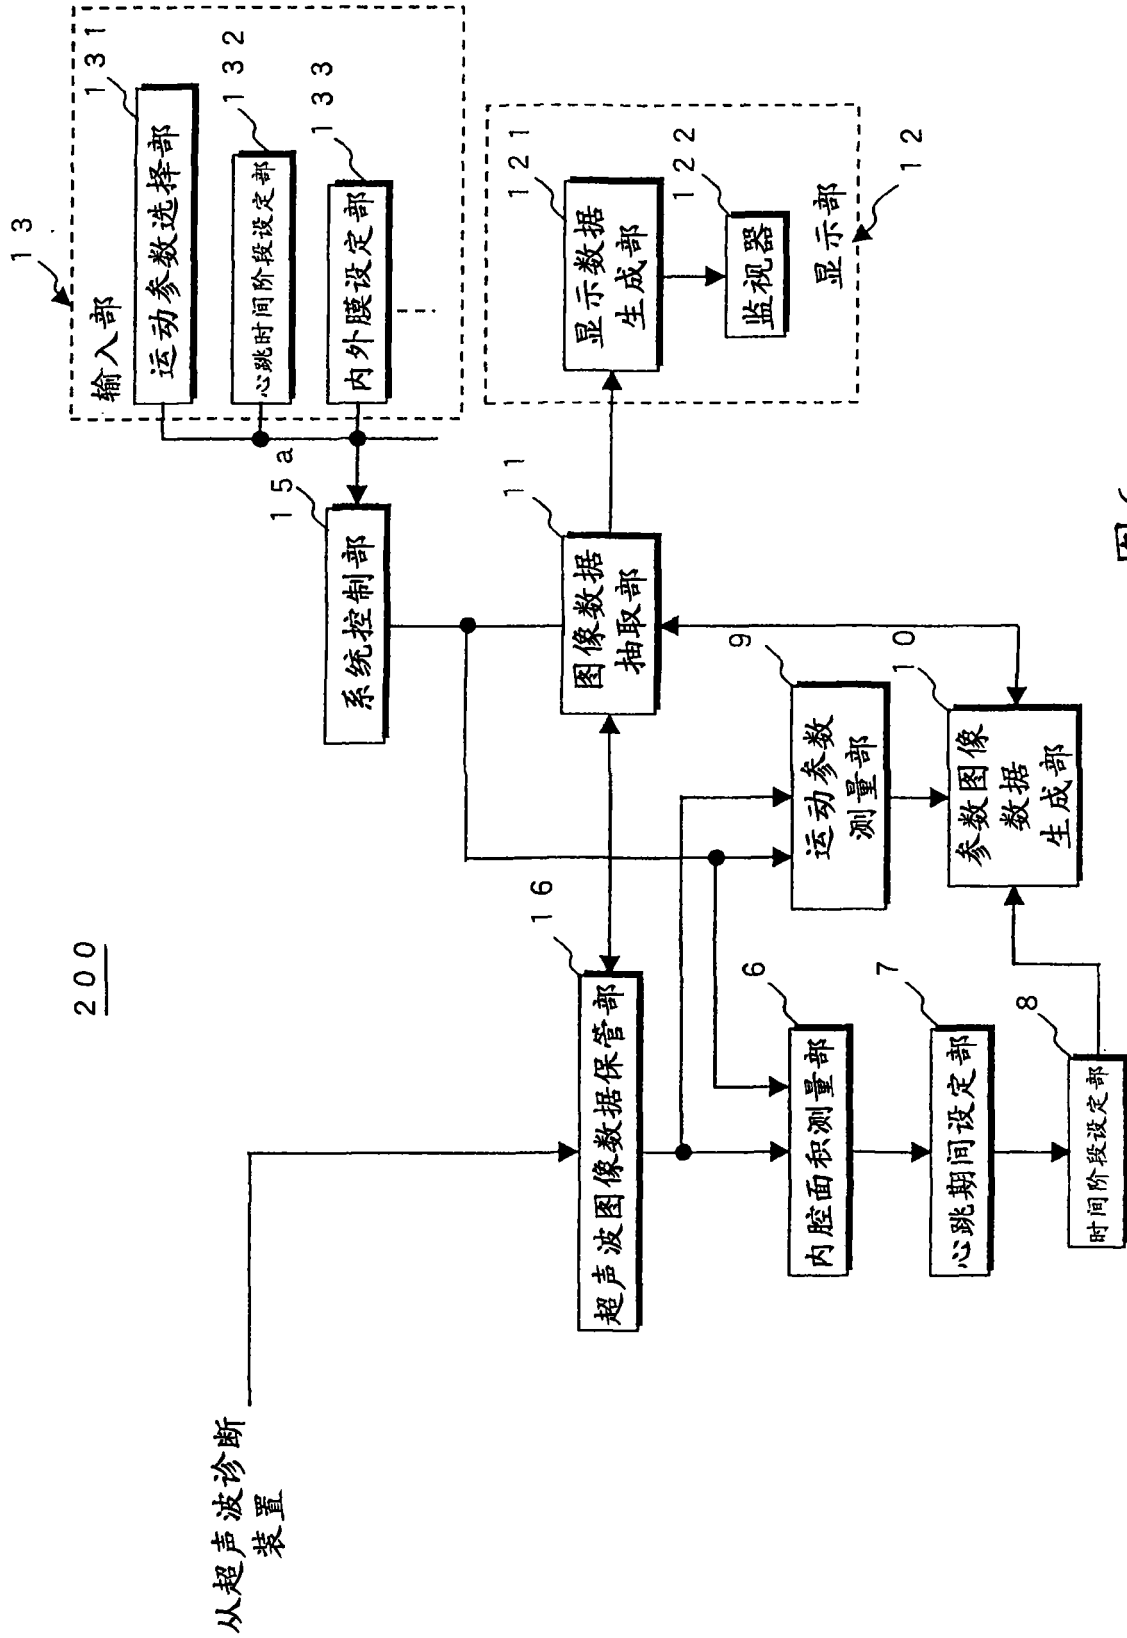 200
从超声波诊断
装置
16
超声波图像数据保管部
6
内腔面积测量部
7
心跳期间设定部
8
时间阶段设定部
9
运动参数
测量部
10
参数图像
数据
生成部
15a
系统控制部
11
图像数据
抽取部
13
输入部
131
运动参数选择部
132
心跳时间阶段设定部
133
内外膜设定部
121
显示数据
生成部
122
监视器
显示部
12